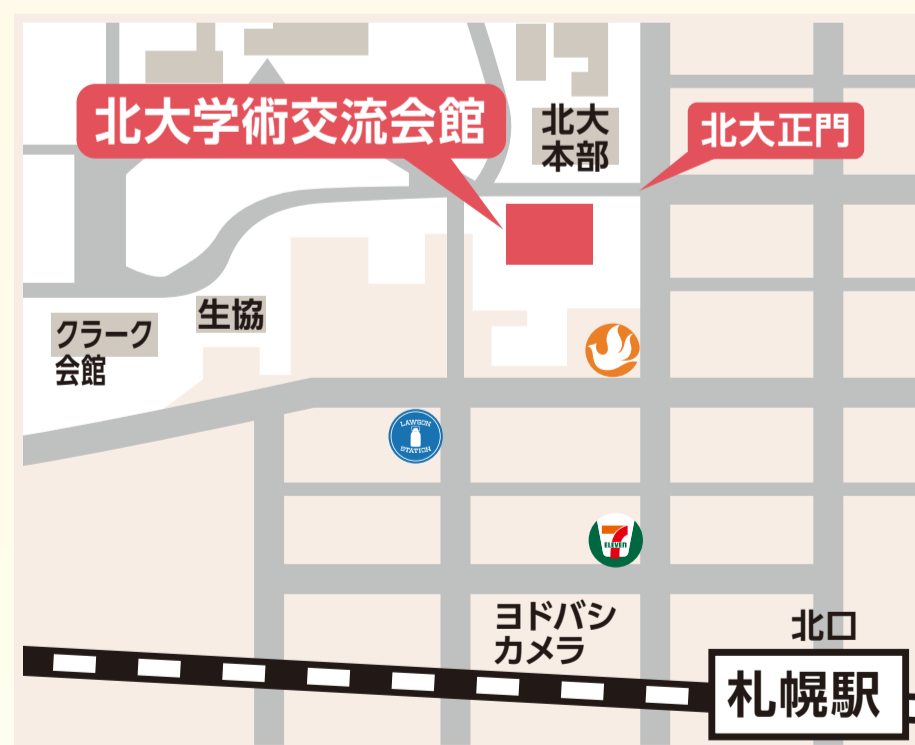 北大学術交流会館
北大
本部
北大正門
生協
クラーク
会館
LAWSON
STATION
7
ELEVEN
ヨドバシ
カメラ
北口
札幌駅